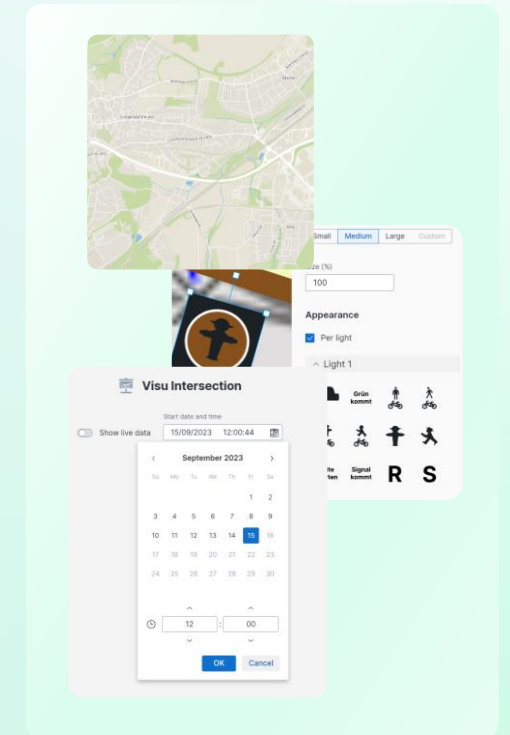 Small Medium Large Custom
Size (%)
100
Appearance
Per light
Light 1
Grün
kommt
Signal
kommt
R S
Visu Intersection
Start date and time
Show live data 15/09/2023 12:00:44
September 2023
Su Mo Tu We Thr Fr Sa
1 2
3 4 5 6 7 8 9
10 11 12 13 14 15 16
17 18 19 20 21 22 23
24 25 26 27 28 29 30
12 : 00
OK Cancel